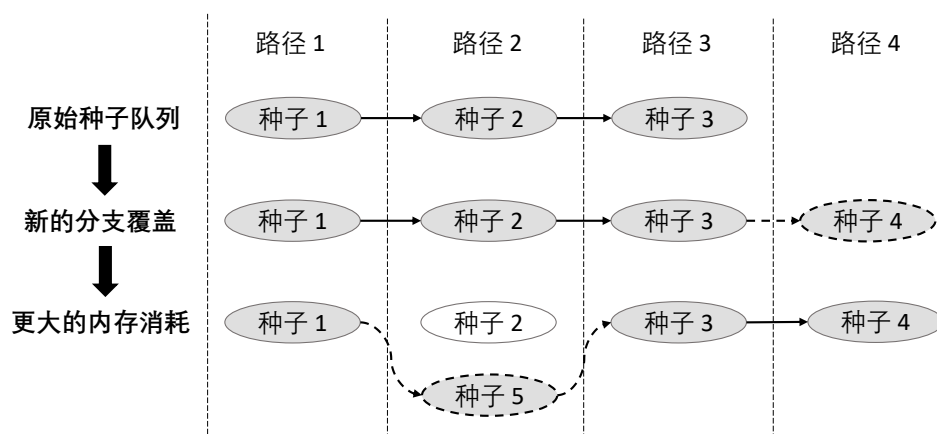 路径 1 路径 2 路径 3 路径 4
原始种子队列 种子 1 种子 2 种子 3
新的分支覆盖 种子 1 种子 2 种子 3 种子 4
更大的内存消耗 种子 1 种子 2 种子 3 种子 4
种子 5